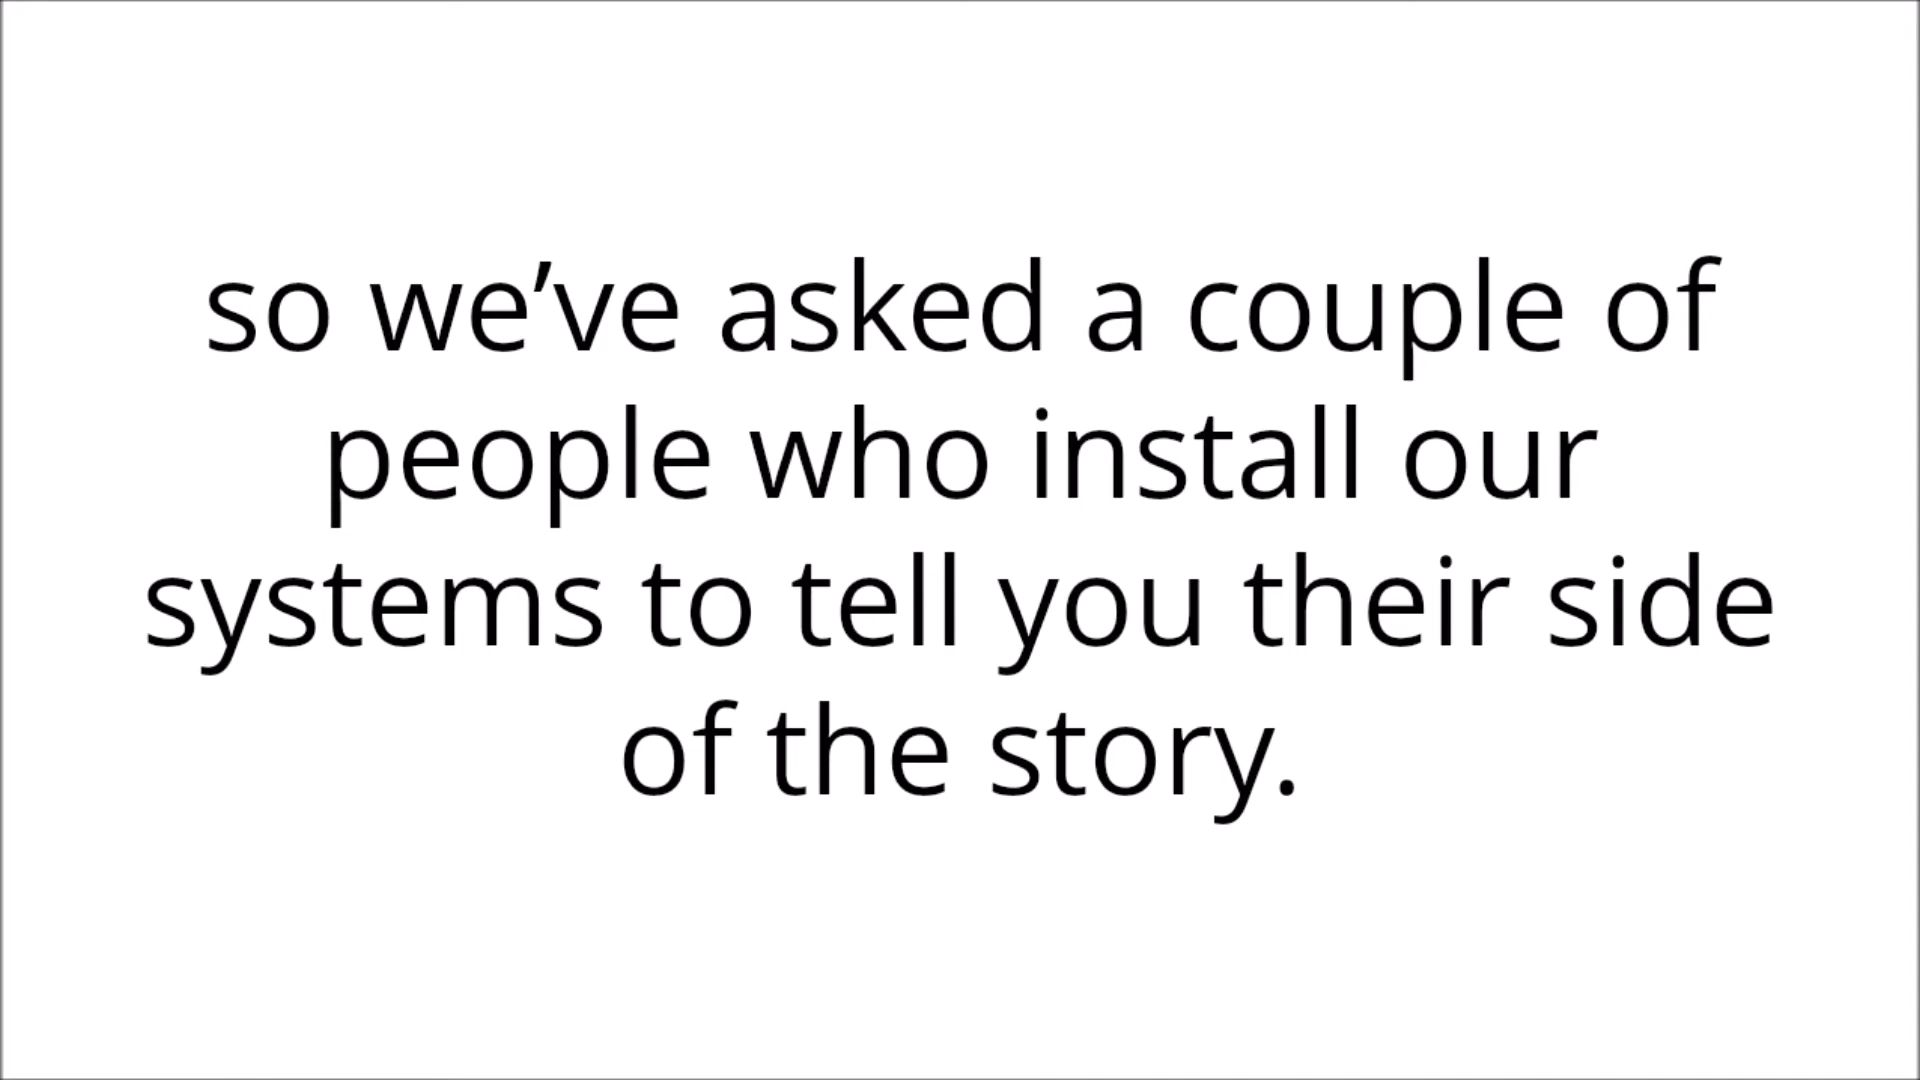 so we’ve asked a couple of
people who install our
systems to tell you their side
of the story.